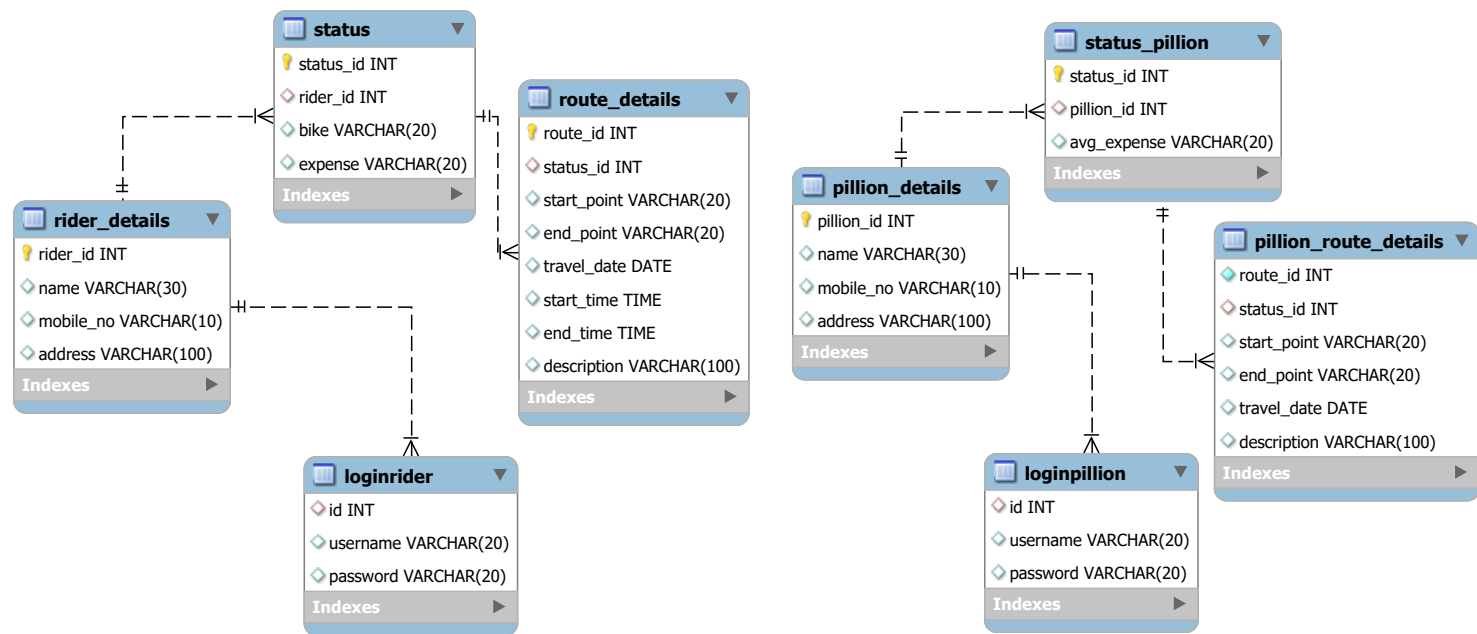 status
status_id INT
rider_id INT
bike VARCHAR(20)
expense VARCHAR(20)
Indexes
route_details
route_id INT
status_id INT
start_point VARCHAR(20)
end_point VARCHAR(20)
travel_date DATE
start_time TIME
end_time TIME
description VARCHAR(100)
Indexes
rider_details
rider_id INT
name VARCHAR(30)
mobile_no VARCHAR(10)
address VARCHAR(100)
Indexes
loginrider
id INT
username VARCHAR(20)
password VARCHAR(20)
Indexes
status_pillion
status_id INT
pillion_id INT
avg_expense VARCHAR(20)
Indexes
pillion_details
pillion_id INT
name VARCHAR(30)
mobile_no VARCHAR(10)
address VARCHAR(100)
Indexes
pillion_route_details
route_id INT
status_id INT
start_point VARCHAR(20)
end_point VARCHAR(20)
travel_date DATE
description VARCHAR(100)
Indexes
loginpillion
id INT
username VARCHAR(20)
password VARCHAR(20)
Indexes